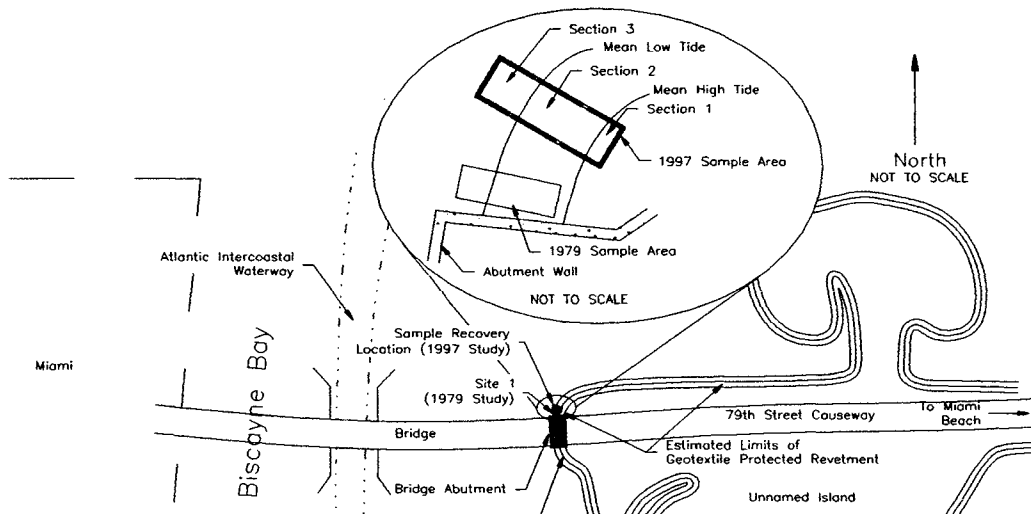 Section 3
Mean Low Tide
Section 2
Mean High Tide
Section 1
1997 Sample Area
North
NOT TO SCALE
1979 Sample Area
Abutment Wall
NOT TO SCALE
Atlantic Intercoastal
Waterway
Sample Recovery
Location (1997 Study)
Miami
Biscayne Bay
Site 1
(1979 Study)
79th Street Causeway
To Miami
Beach
Bridge
Estimated Limits of
Geotextile Protected Revetment
Bridge Abutment
Unnamed Island